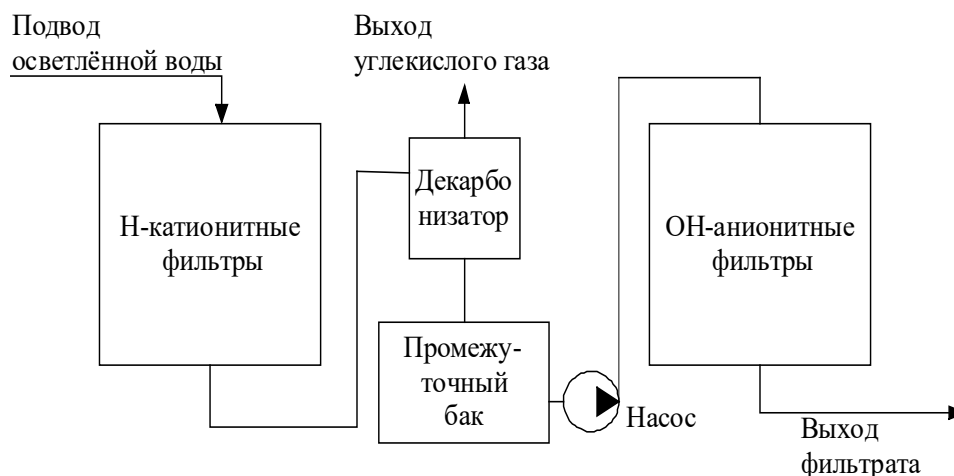 Подвод
осветлённой воды
Выход
углекислого газа
Н-катионитные
фильтры
Декарбо
низатор
Промежу-
точный
бак
Насос
ОН-анионитные
фильтры
Выход
фильтрата